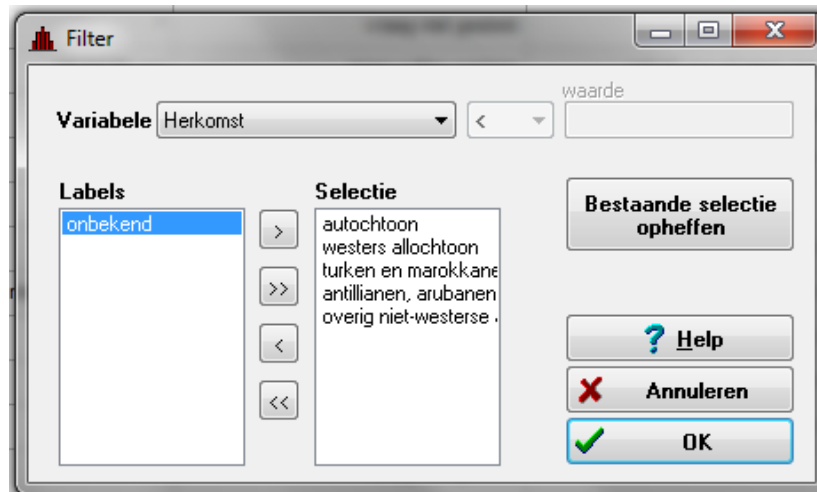 Filter
waarde
Variabele Herkomst <
Labels
Selectie
onbekend
autochtoon
westers allochtoon
turken en marokkane
antillianen, arubanen
overig niet-westerse
>
>>
<
<<
Bestaande selectie
opheffen
? Help
Annuleren
OK